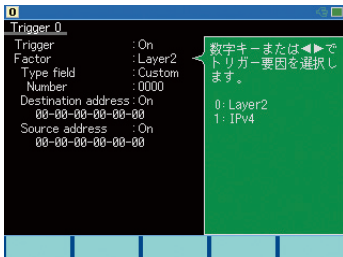 0
Trigger 0
Trigger :On
Factor :Layer2
Type field :Custom
Number :0000
Destination address:On
00-00-00-00-00-00
Source address :On
00-00-00-00-00-00
数字キーまたは◀▶で
トリガー要因を選択し
ます。
0: Layer2
1: IPv4